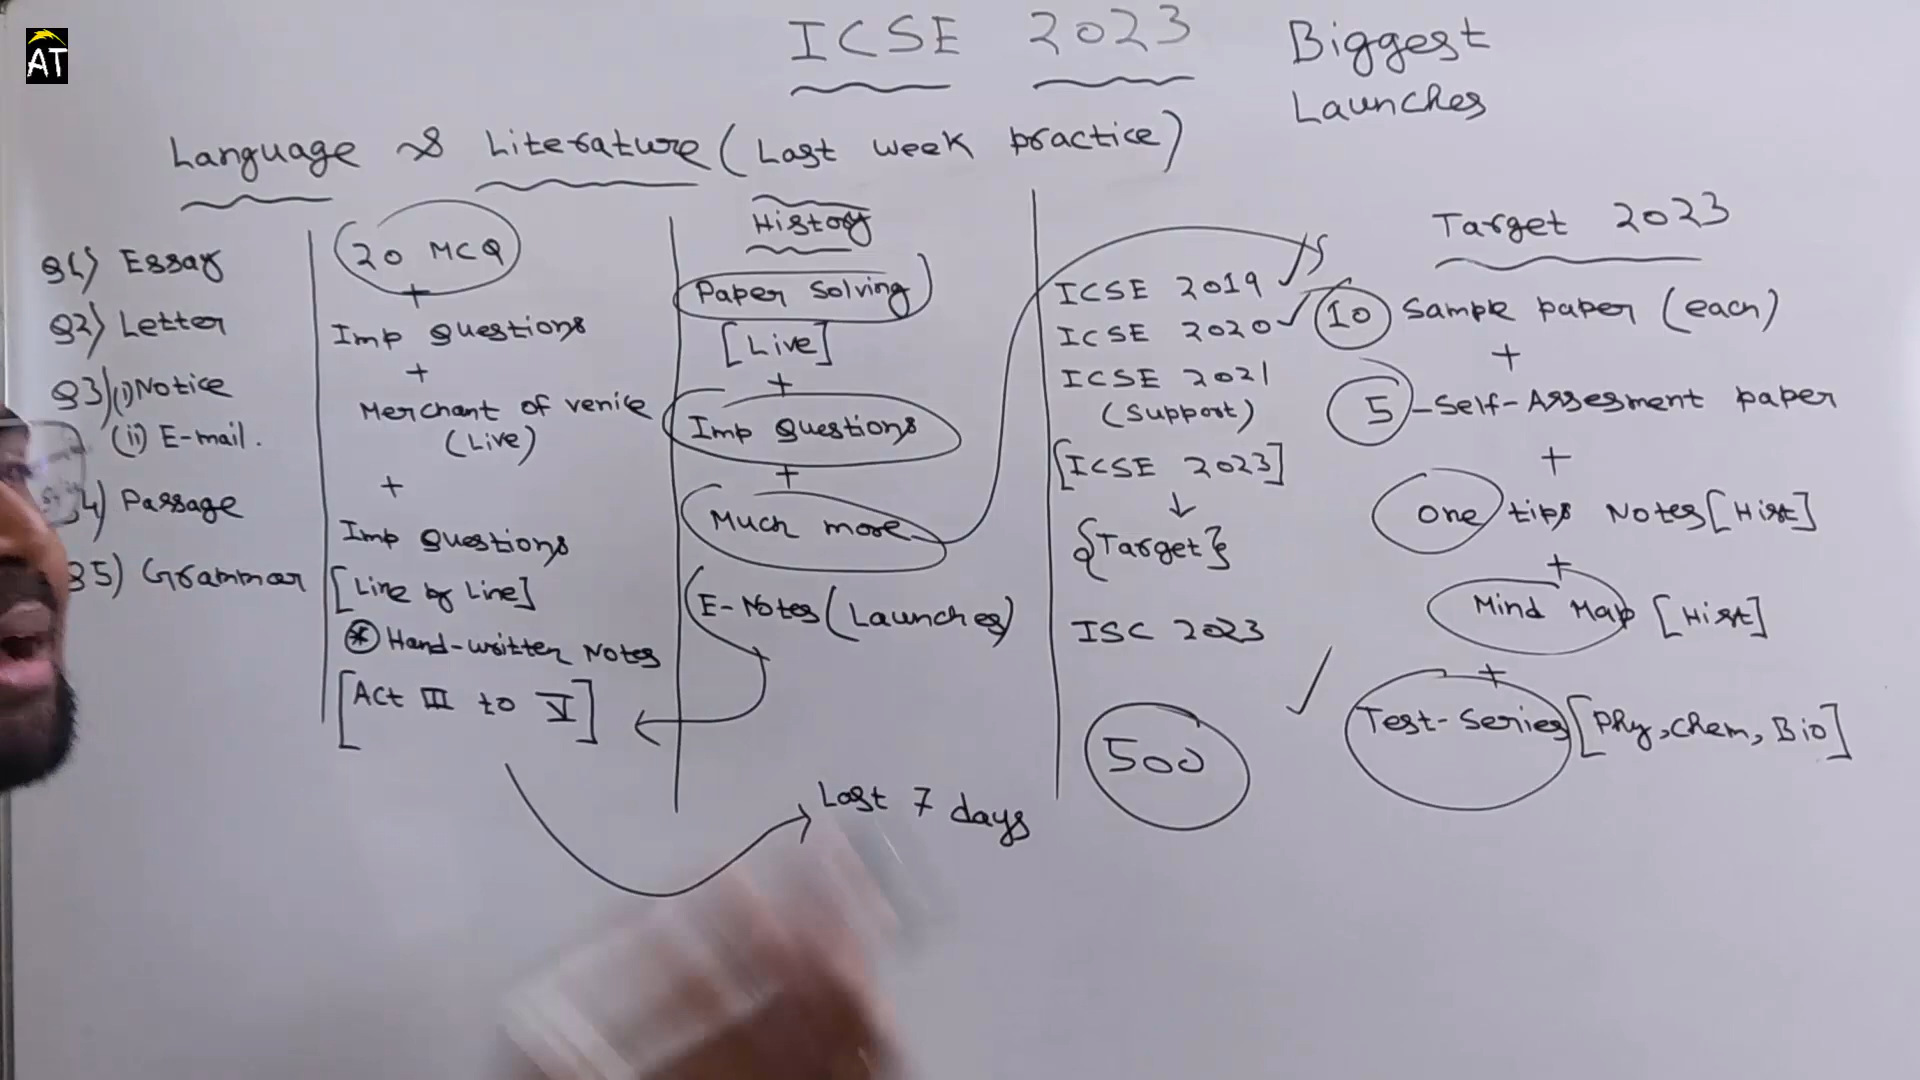 AT
ICSE 2023
Biggest
Launches
Language & Literature (Last week practice)
Q1) Essay
Q2) Letter
Q3) (i) Notice
(ii) E-mail.
4) Passage
Q5) Grammar
20 MCQ
+
Imp Questions
+
Merchant of venice
(Live)
+
Imp Questions
[Line by Line]
* Hand-written Notes
[Act III to V]
History
Paper Solving
[Live]
+
Imp Questions
+
Much more
E-Notes (Launches)
Last 7 days
ICSE 2019
ICSE 2020
ICSE 2021
(Support)
[ICSE 2023]
{Target}
ISC 2023
500
Target 2023
10 Sample paper (each)
+
5 -Self-Assesment paper
+
One tips Notes [Hist]
+
Mind Map [Hist]
+
Test-Series [Phy, Chem, Bio]